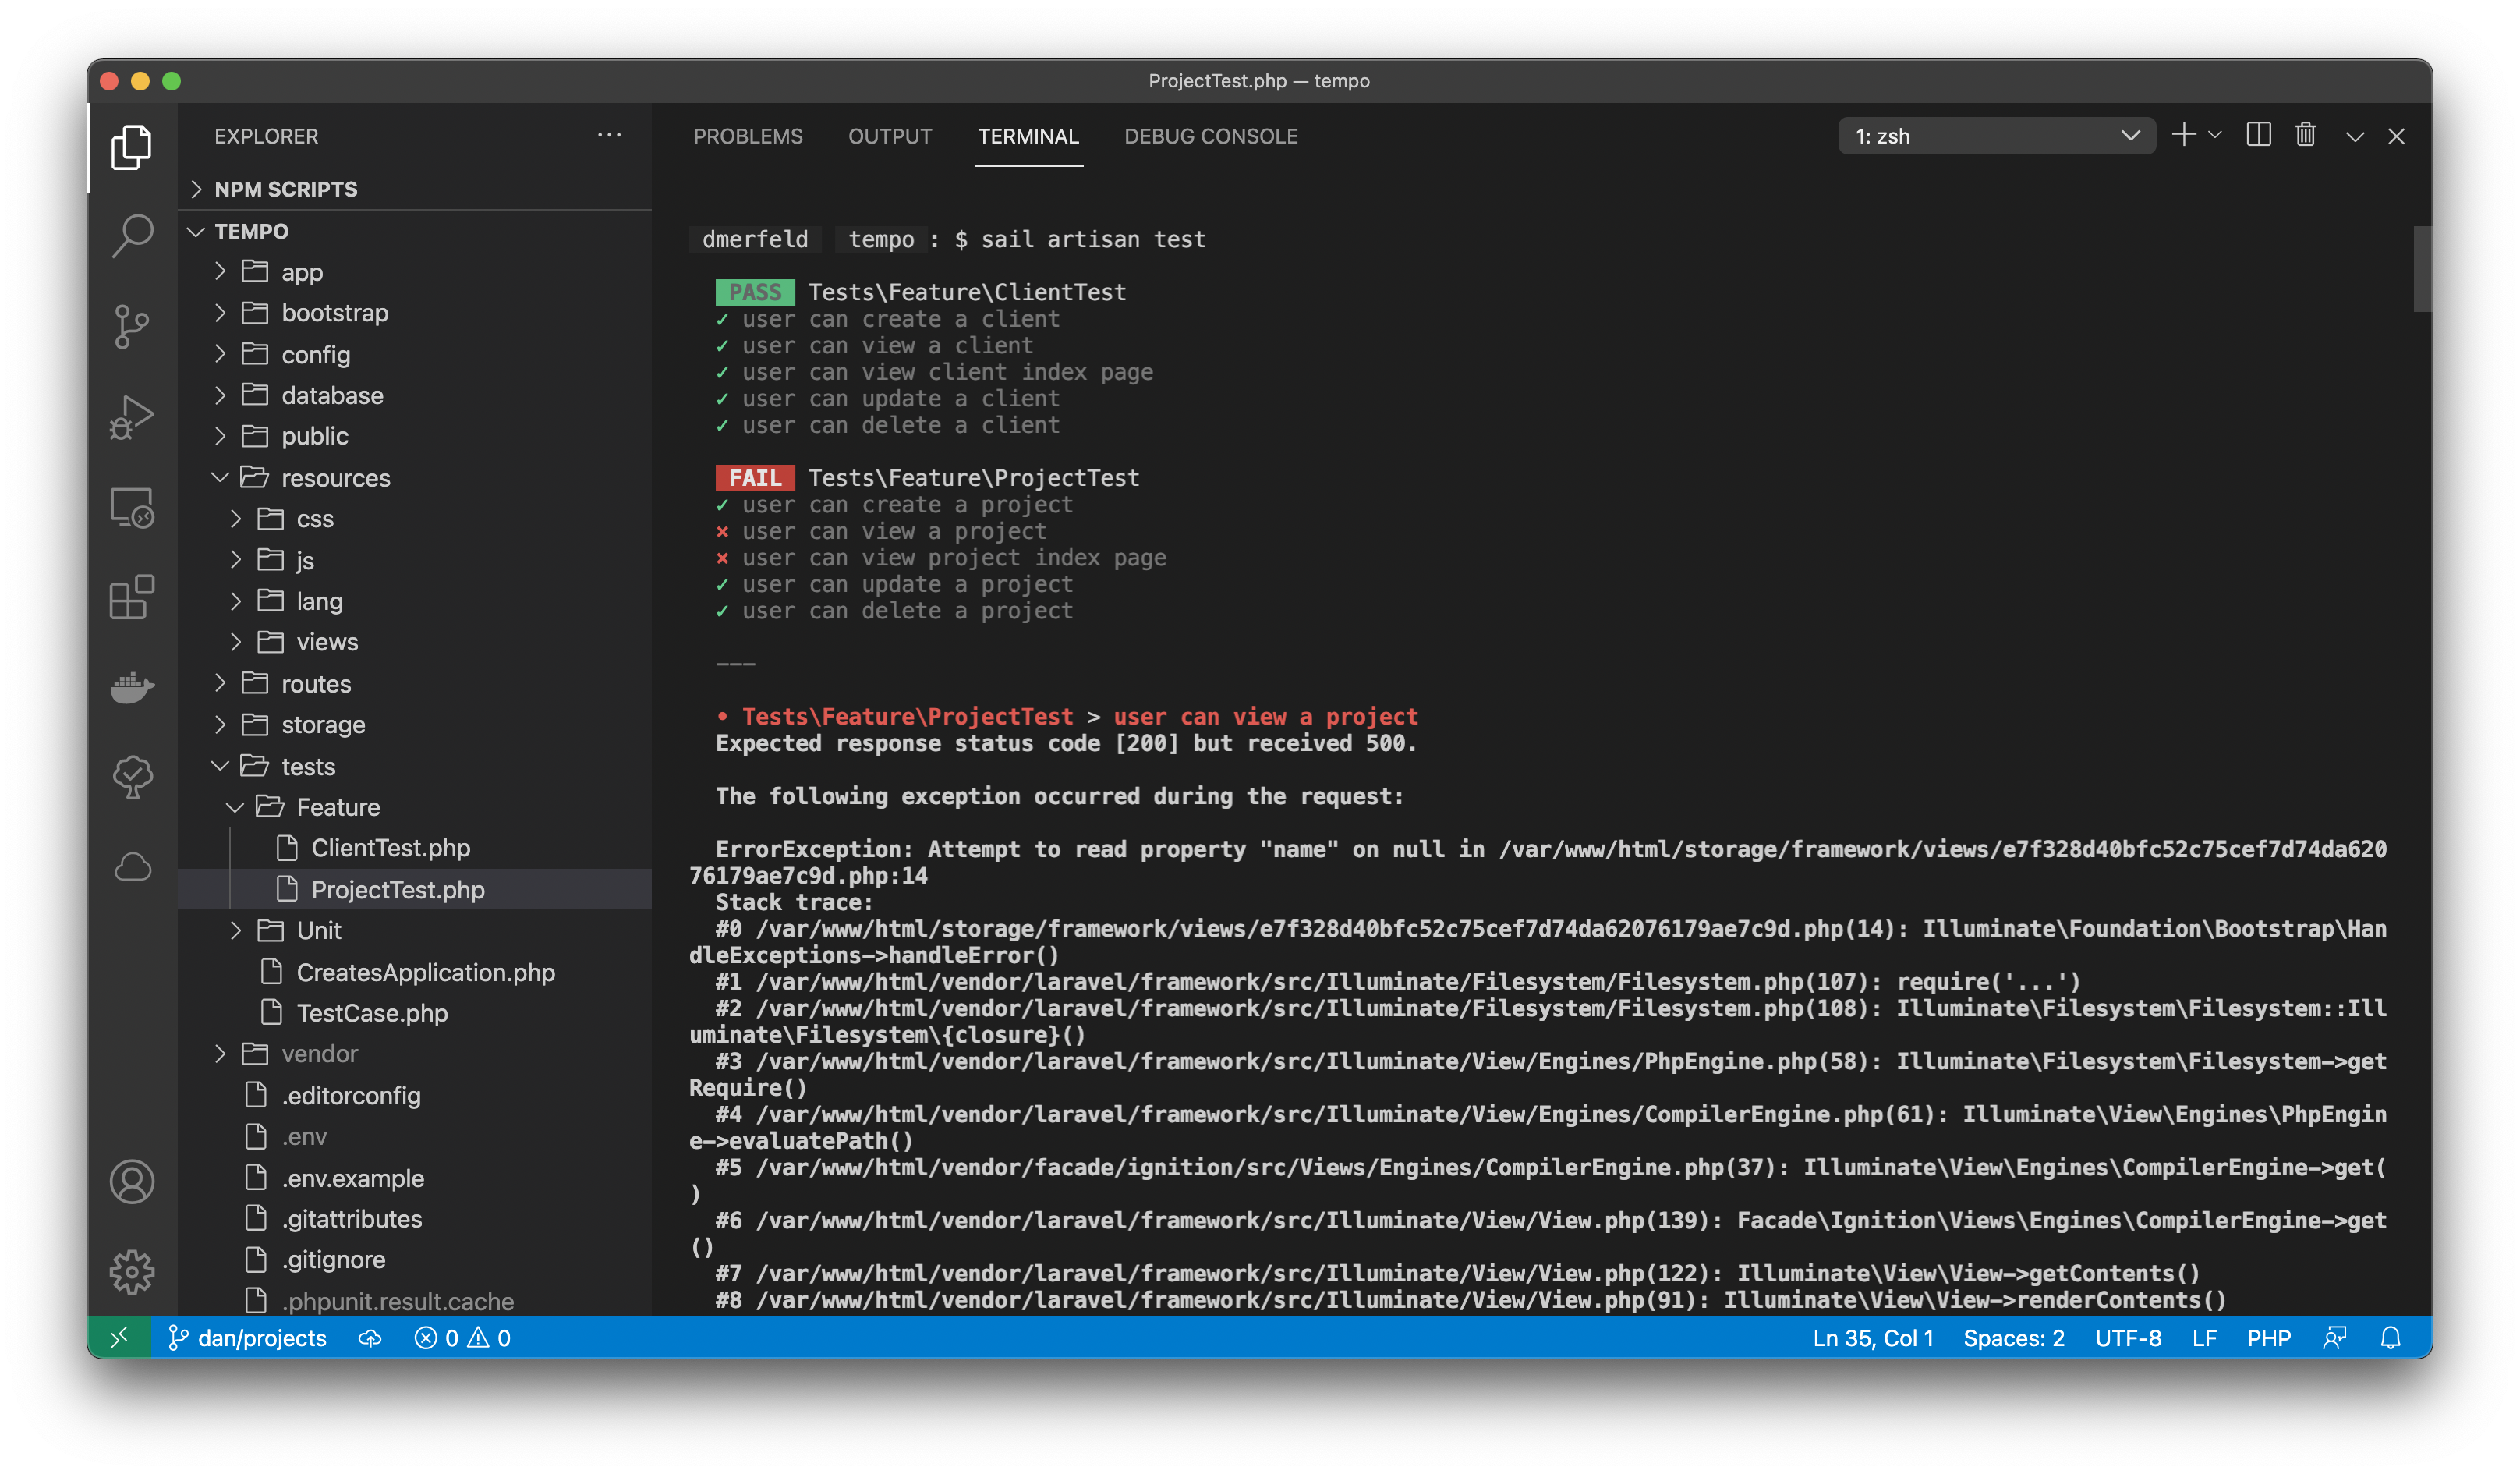 ProjectTest.php — tempo
EXPLORER
NPM SCRIPTS
TEMPO
app
bootstrap
config
database
public
resources
css
js
lang
views
routes
storage
tests
Feature
ClientTest.php
ProjectTest.php
Unit
CreatesApplication.php
TestCase.php
vendor
.editorconfig
.env
.env.example
.gitattributes
.gitignore
.phpunit.result.cache
PROBLEMS OUTPUT TERMINAL DEBUG CONSOLE
1: zsh
dmerfeld tempo : $ sail artisan test
PASS Tests\Feature\ClientTest
✓ user can create a client
✓ user can view a client
✓ user can view client index page
✓ user can update a client
✓ user can delete a client
FAIL Tests\Feature\ProjectTest
✓ user can create a project
⨯ user can view a project
⨯ user can view project index page
✓ user can update a project
✓ user can delete a project
---
• Tests\Feature\ProjectTest > user can view a project
Expected response status code [200] but received 500.
The following exception occurred during the request:
ErrorException: Attempt to read property "name" on null in /var/www/html/storage/framework/views/e7f328d40bfc52c75cef7d74da620
76179ae7c9d.php:14
Stack trace:
#0 /var/www/html/storage/framework/views/e7f328d40bfc52c75cef7d74da62076179ae7c9d.php(14): Illuminate\Foundation\Bootstrap\Han
dleExceptions->handleError()
#1 /var/www/html/vendor/laravel/framework/src/Illuminate/Filesystem/Filesystem.php(107): require('...')
#2 /var/www/html/vendor/laravel/framework/src/Illuminate/Filesystem/Filesystem.php(108): Illuminate\Filesystem\Filesystem::Ill
uminate\Filesystem\{closure}()
#3 /var/www/html/vendor/laravel/framework/src/Illuminate/View/Engines/PhpEngine.php(58): Illuminate\Filesystem\Filesystem->get
Require()
#4 /var/www/html/vendor/laravel/framework/src/Illuminate/View/Engines/CompilerEngine.php(61): Illuminate\View\Engines\PhpEngin
e->evaluatePath()
#5 /var/www/html/vendor/facade/ignition/src/Views/Engines/CompilerEngine.php(37): Illuminate\View\Engines\CompilerEngine->get(
)
#6 /var/www/html/vendor/laravel/framework/src/Illuminate/View/View.php(139): Facade\Ignition\Views\Engines\CompilerEngine->get
()
#7 /var/www/html/vendor/laravel/framework/src/Illuminate/View/View.php(122): Illuminate\View\View->getContents()
#8 /var/www/html/vendor/laravel/framework/src/Illuminate/View/View.php(91): Illuminate\View\View->renderContents()
dan/projects 0 0 Ln 35, Col 1 Spaces: 2 UTF-8 LF PHP